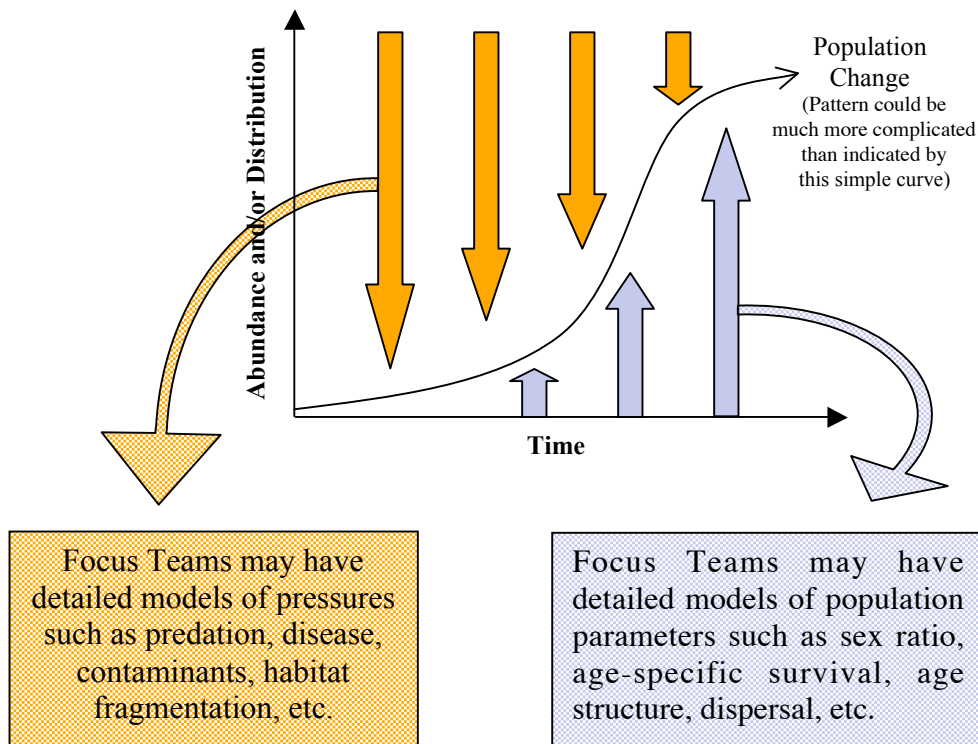 Population
Change
(Pattern could be
much more complicated
than indicated by
this simple curve)
Abundance and/or Distribution
Time
Focus Teams may have
detailed models of pressures
such as predation, disease,
contaminants, habitat
fragmentation, etc.
Focus Teams may have
detailed models of population
parameters such as sex ratio,
age-specific survival, age
structure, dispersal, etc.